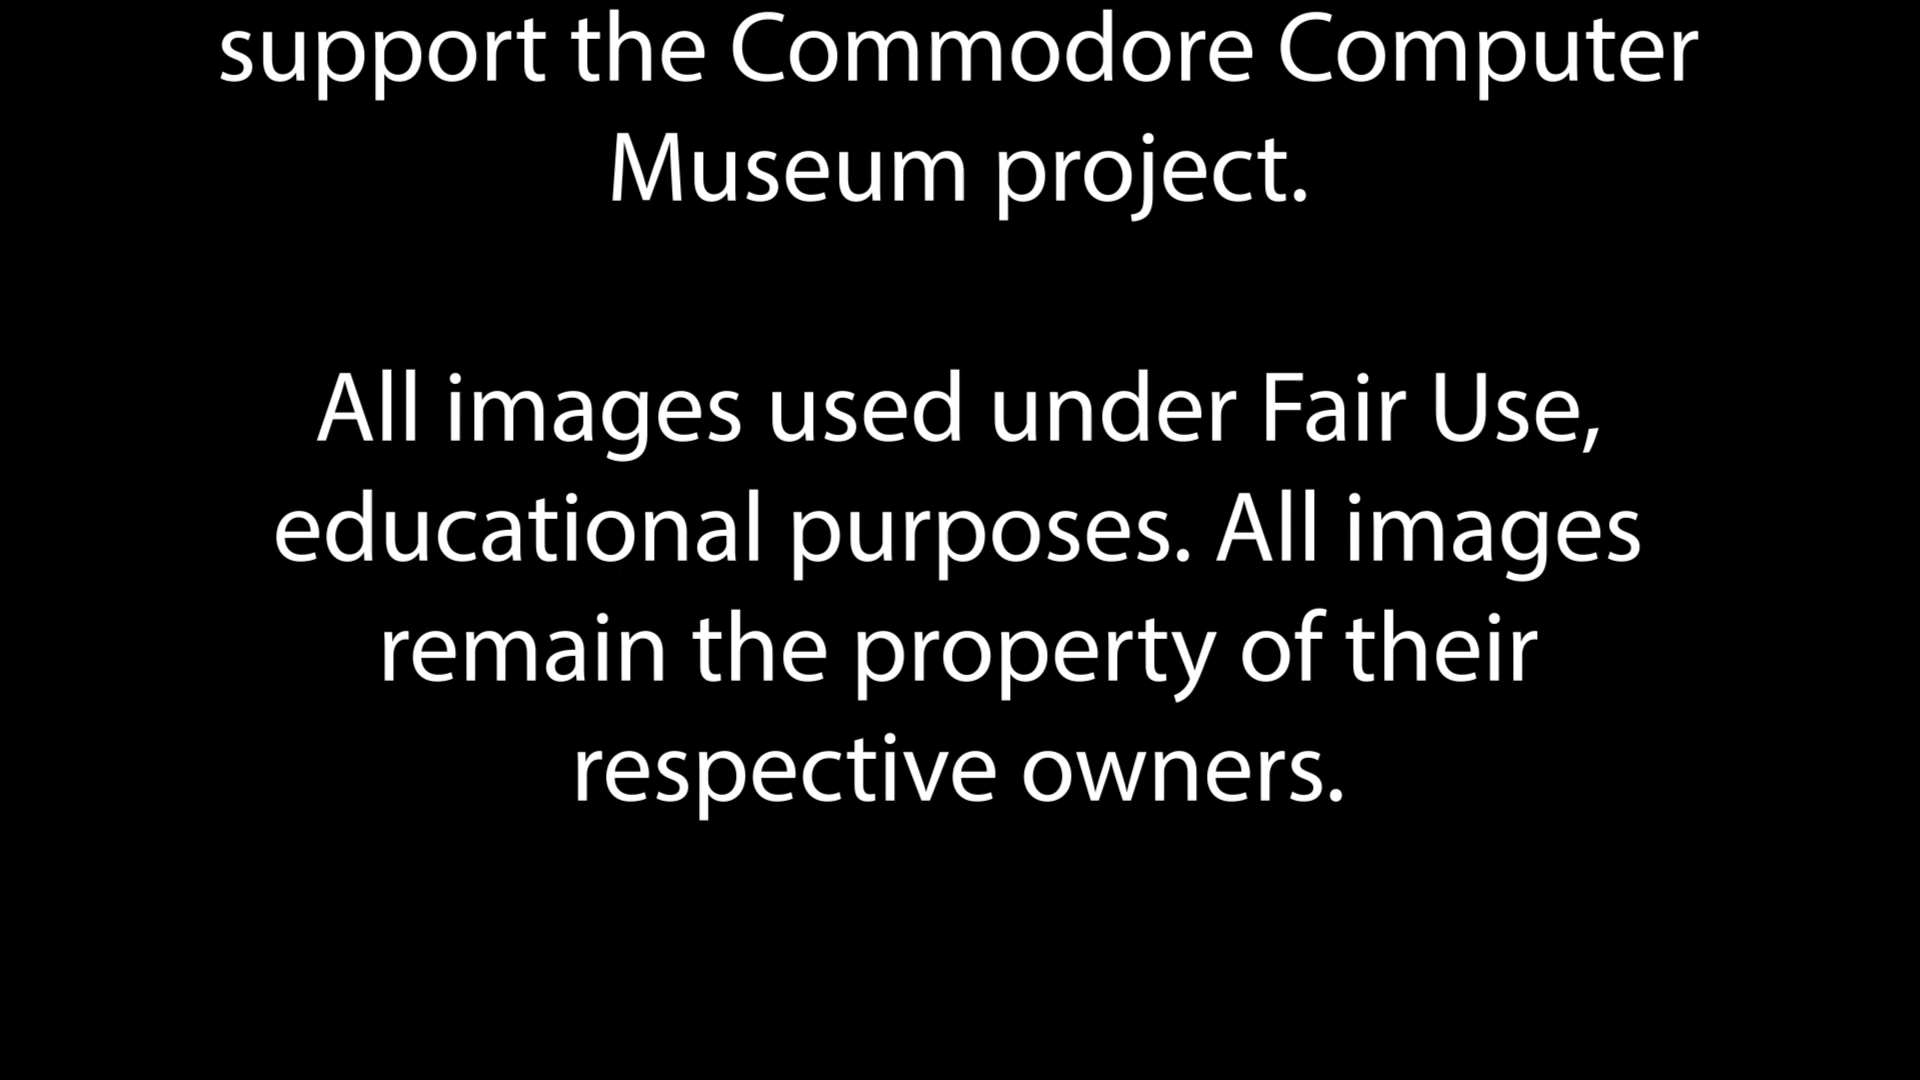 support the Commodore Computer
Museum project.
All images used under Fair Use,
educational purposes. All images
remain the property of their
respective owners.